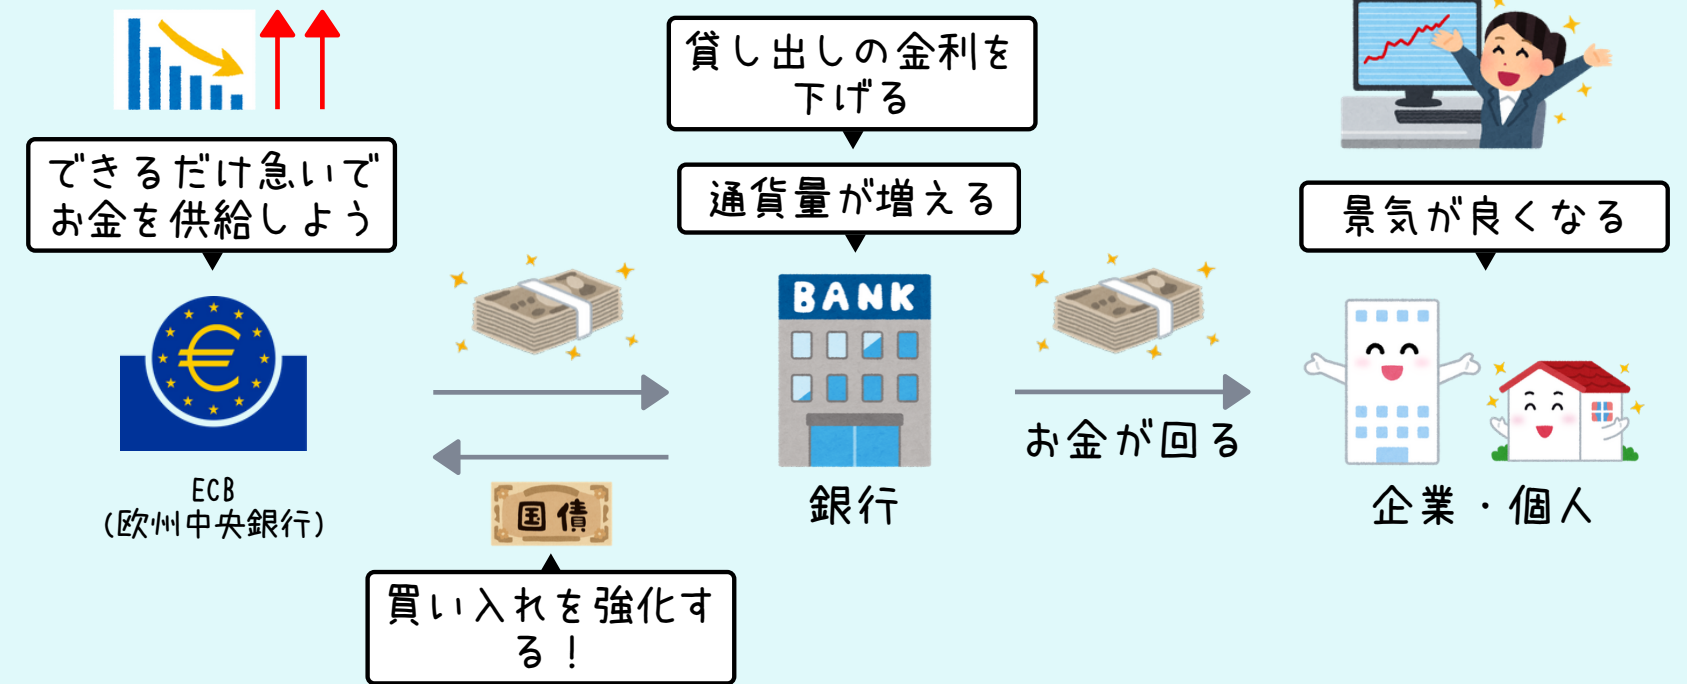 貸し出しの金利を
下げる
できるだけ急いで
お金を供給しよう
通貨量が増える
景気が良くなる
€
BANK
お金が回る
ECB
(欧州中央銀行)
国債
銀行
企業・個人
買い入れを強化す
る！